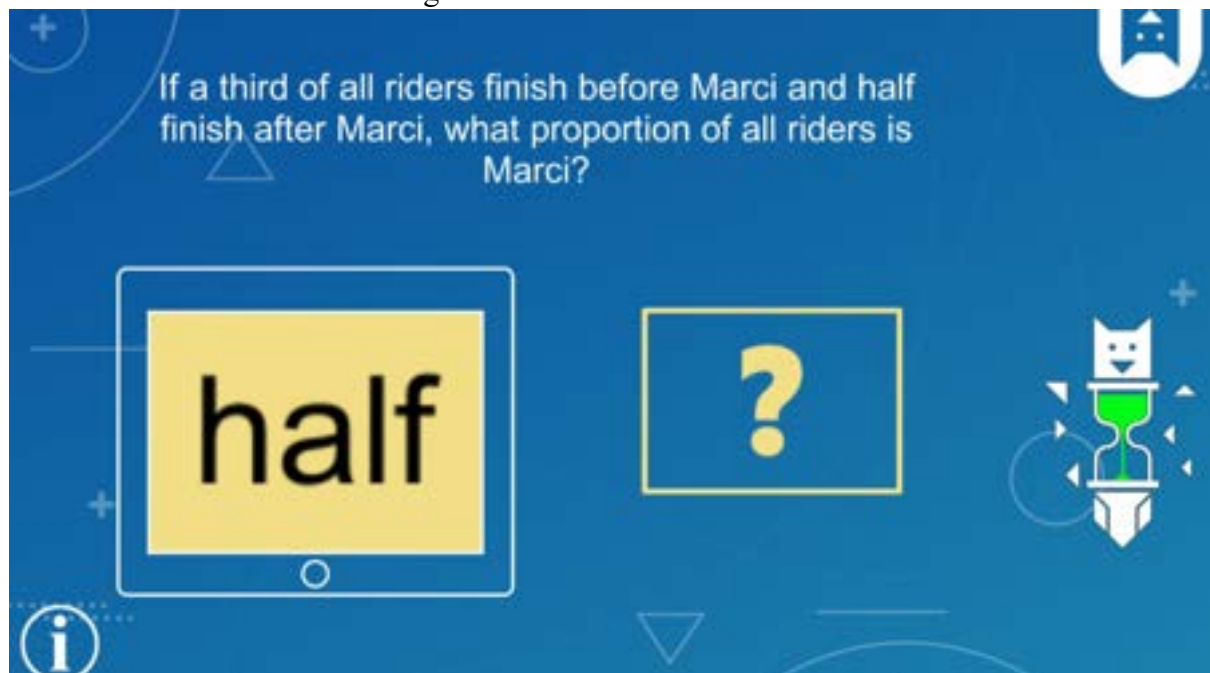 If a third of all riders finish before Marci and half
finish after Marci, what proportion of all riders is
Marci?
half
?
i